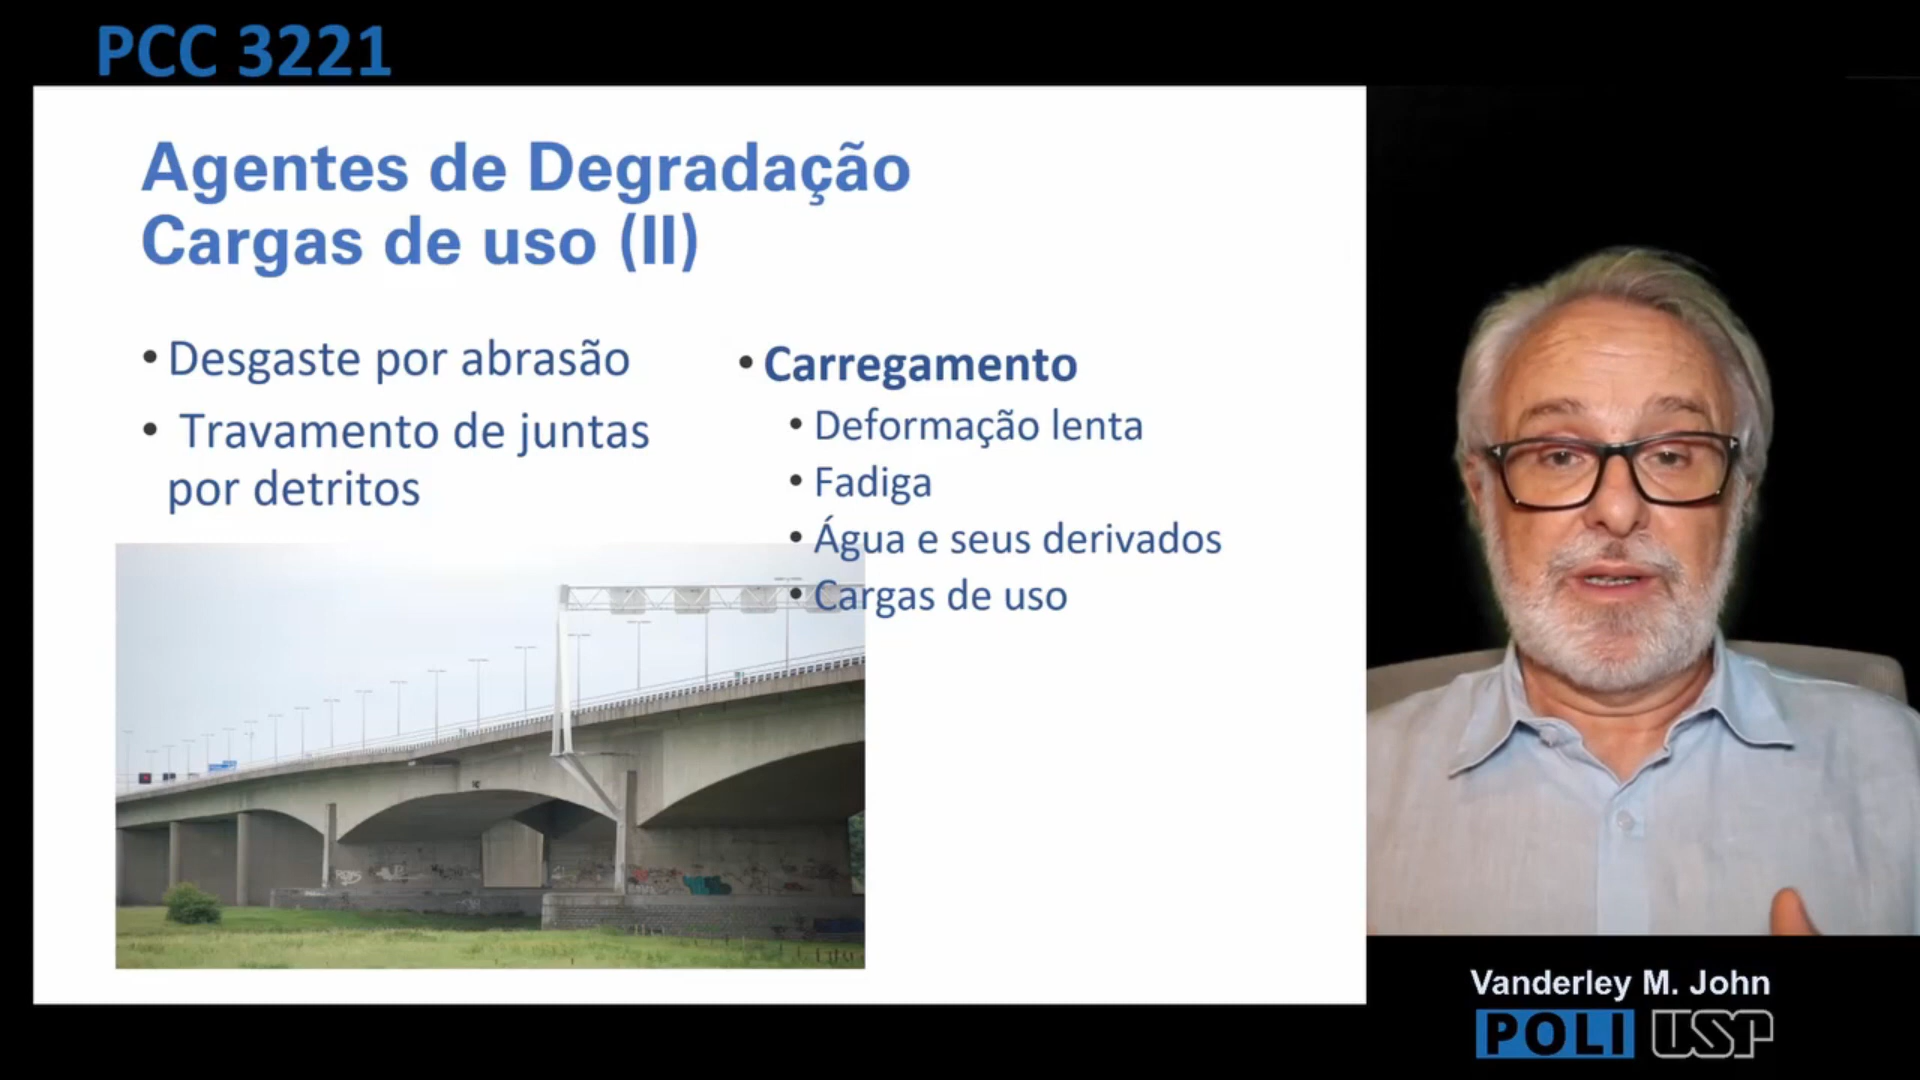 PCC 3221
Agentes de Degradação
Cargas de uso (II)
• Desgaste por abrasão
• Travamento de juntas
por detritos
• Carregamento
• Deformação lenta
• Fadiga
• Água e seus derivados
• Cargas de uso
Vanderley M. John
POLI USP